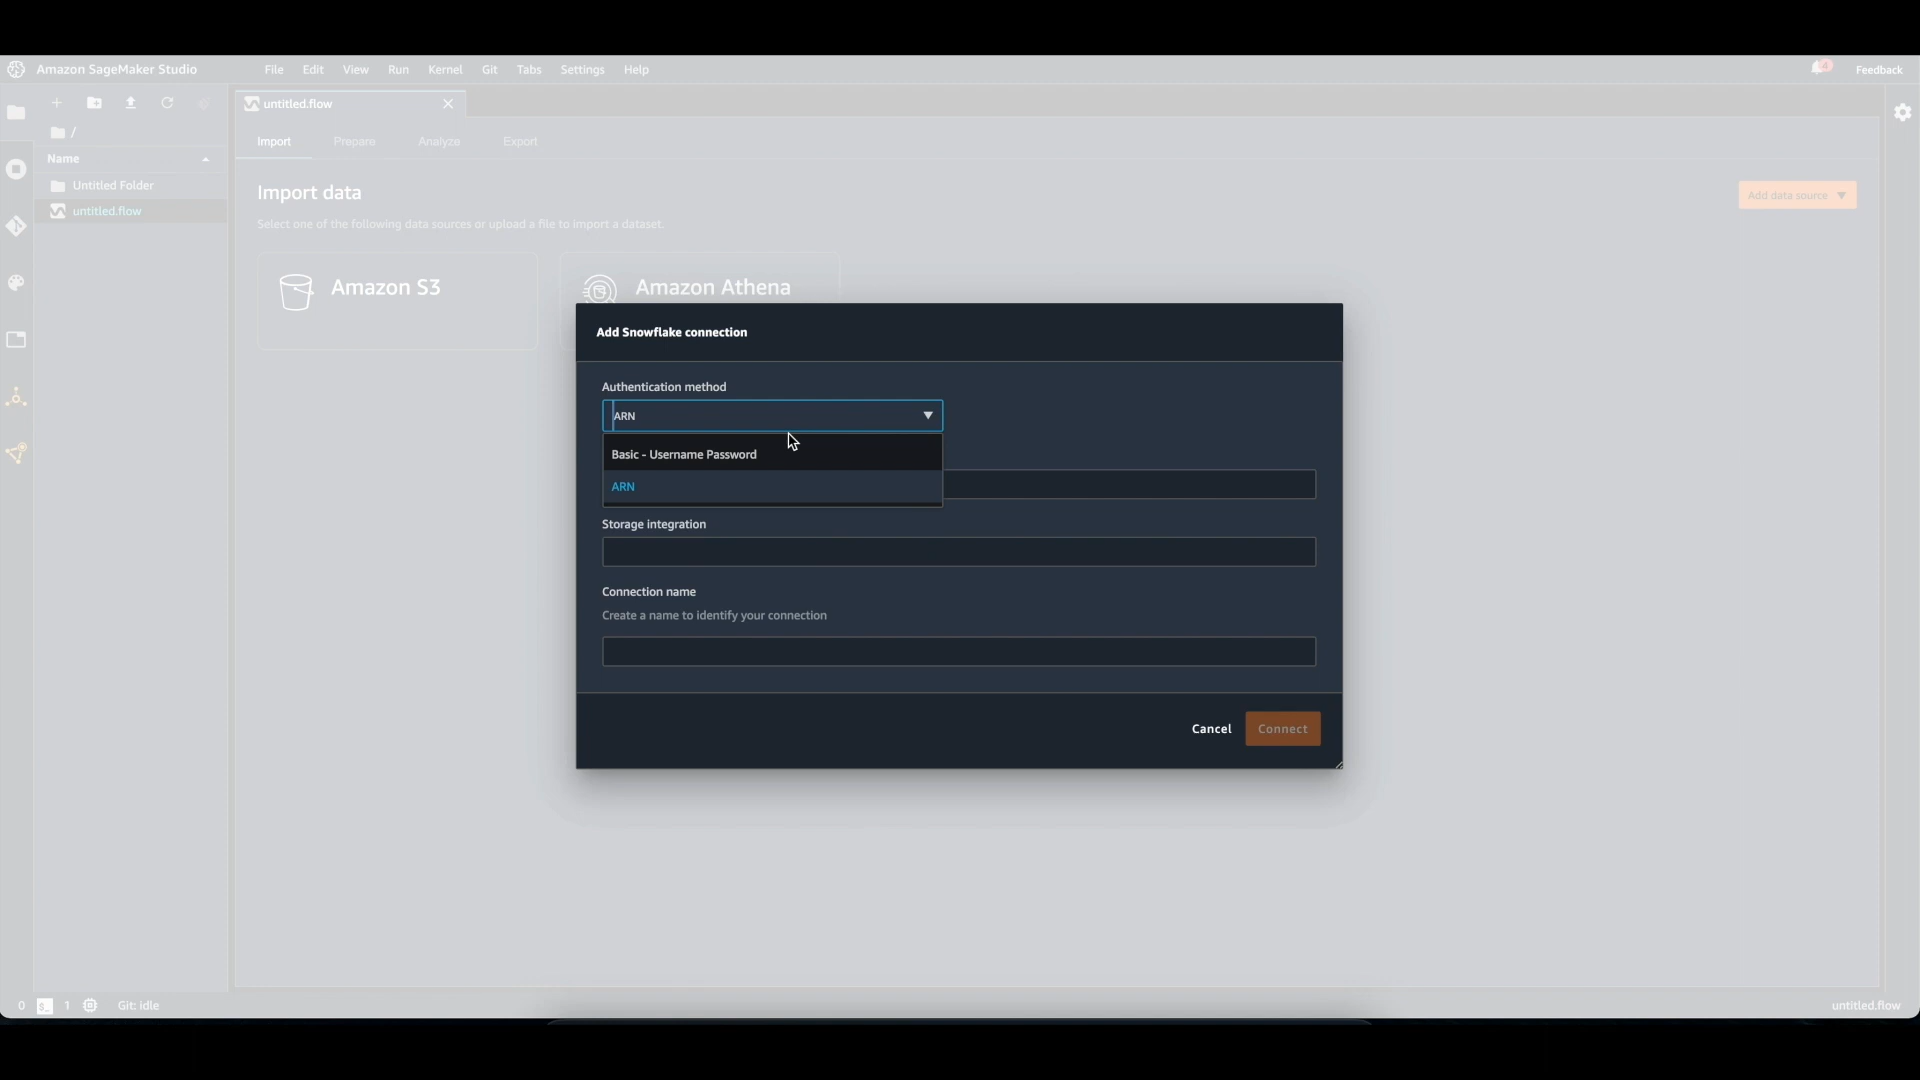 Amazon SageMaker Studio File Edit View Run Kernel Git Tabs Settings Help 4 Feedback
untitled.flow
/
Import Prepare Analyze Export
Name
Untitled Folder
untitled.flow
Import data
Add data source
Select one of the following data sources or upload a file to import a dataset.
Amazon S3
Amazon Athena
Add Snowflake connection
Authentication method
ARN
Basic - Username Password
ARN
Storage integration
Connection name
Create a name to identify your connection
Cancel Connect
0 $_ 1 Git: idle untitled.flow